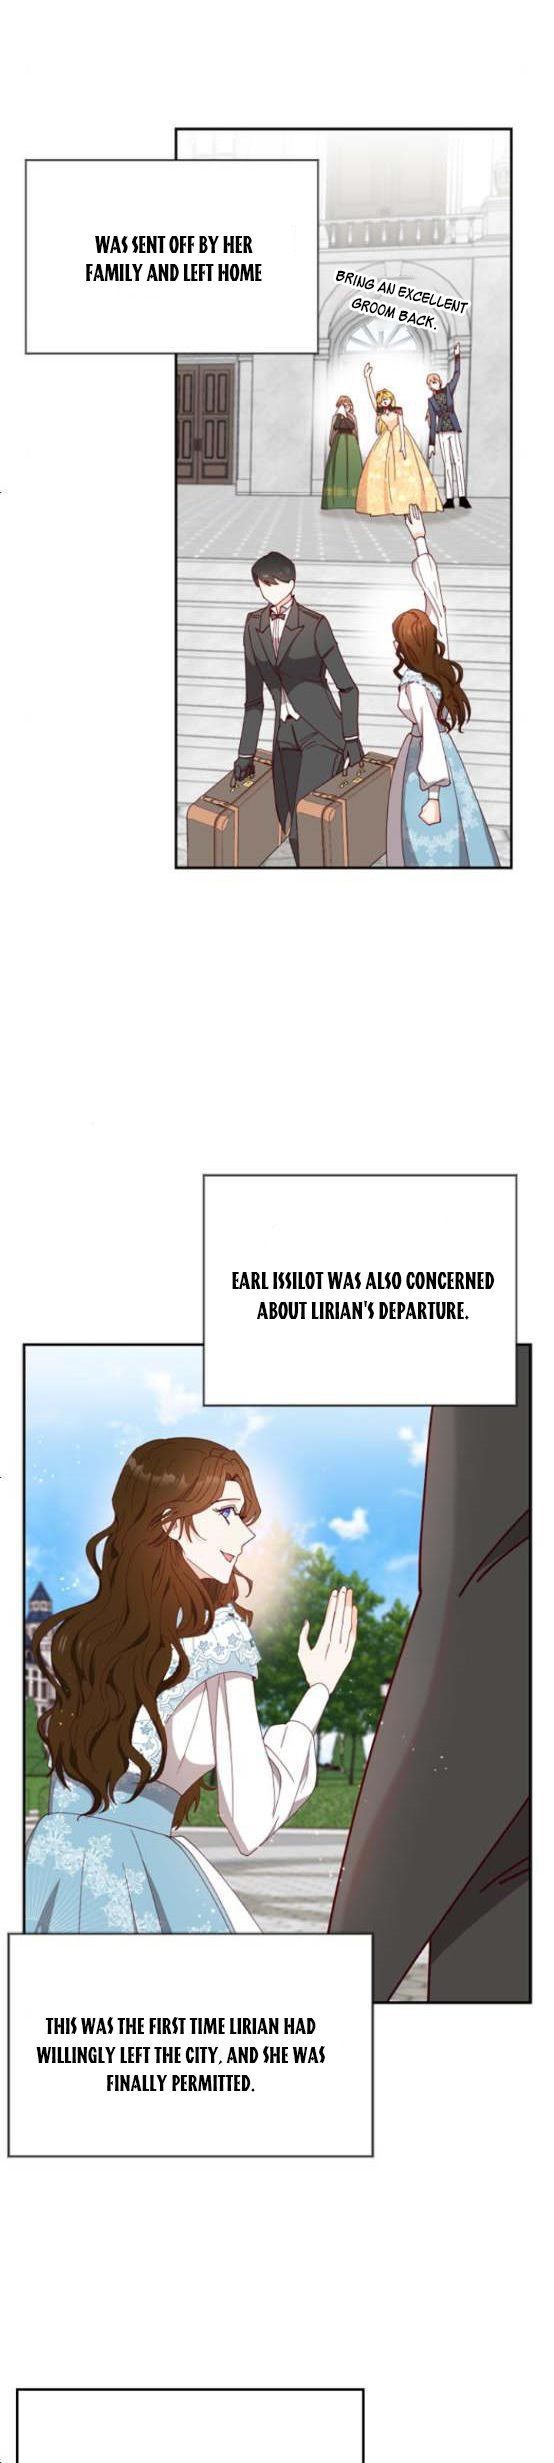 WAS SENT OFF BY HER
FAMILY AND LEFT HOME
BRING AN EXCELLENT
GROOM BACK.
EARL ISSILOT WAS ALSO CONCERNED
ABOUT LIRIAN'S DEPARTURE.
THIS WAS THE FIRST TIME LIRIAN HAD
WILLINGLY LEFT THE CITY, AND SHE WAS
FINALLY PERMITTED.